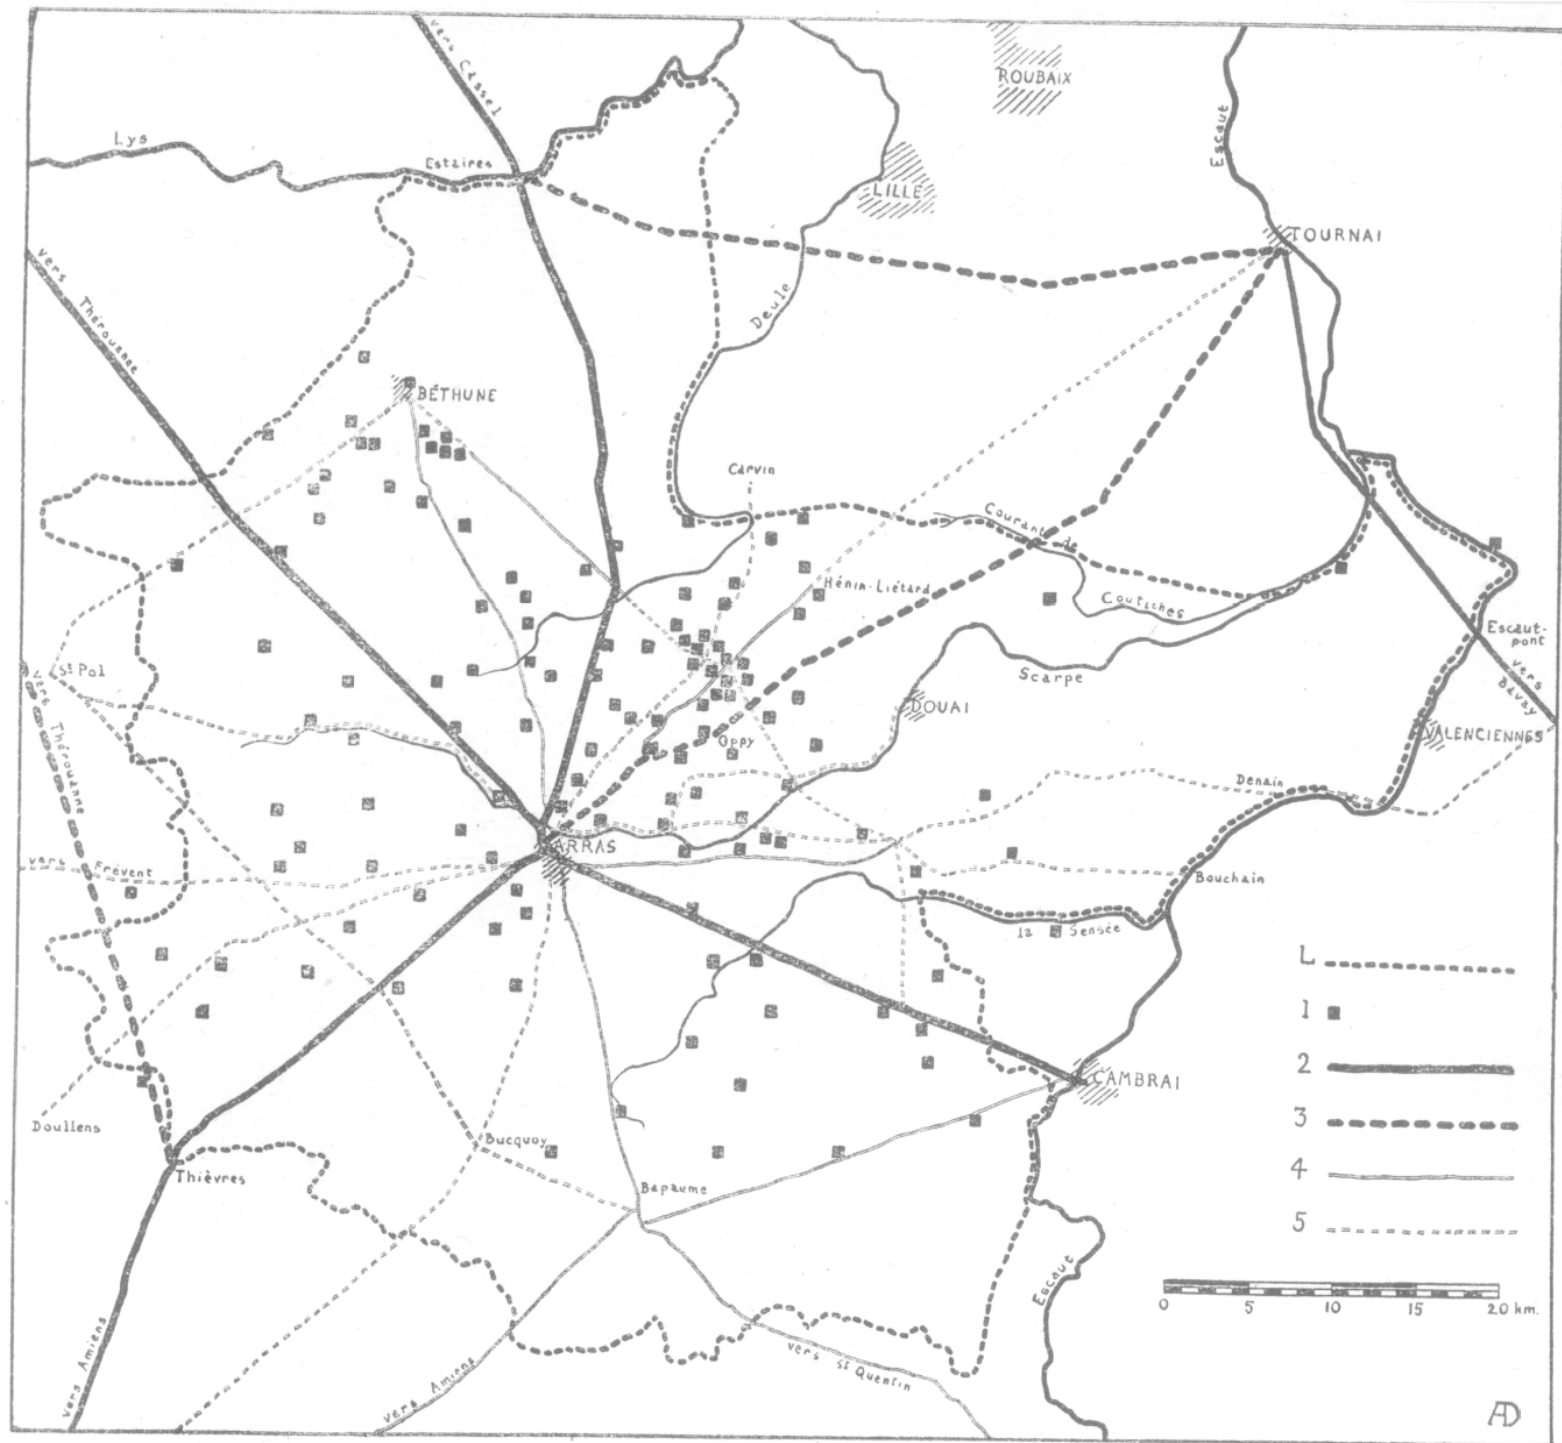 vers Cassel
ROUBAIX
Lys
Estaires
Escaut
LILLE
TOURNAI
vers Thérouanne
Deule
BÉTHUNE
Carvin
Courant de
Coutiches
Hénin-Liétard
Escaut-
pont
vers
Bavay
St Pol
Scarpe
DOUAI
VALENCIENNES
vers Thérouanne
Oppy
Denain
ARRAS
vers Frévent
Bouchain
la Sensée
L
1
2
CAMBRAI
3
Doullens
Bucquoy
4
Thièvres
Bapaume
5
Escaut
0 5 10 15 20 km.
vers Amiens
vers Amiens
vers St Quentin
AD